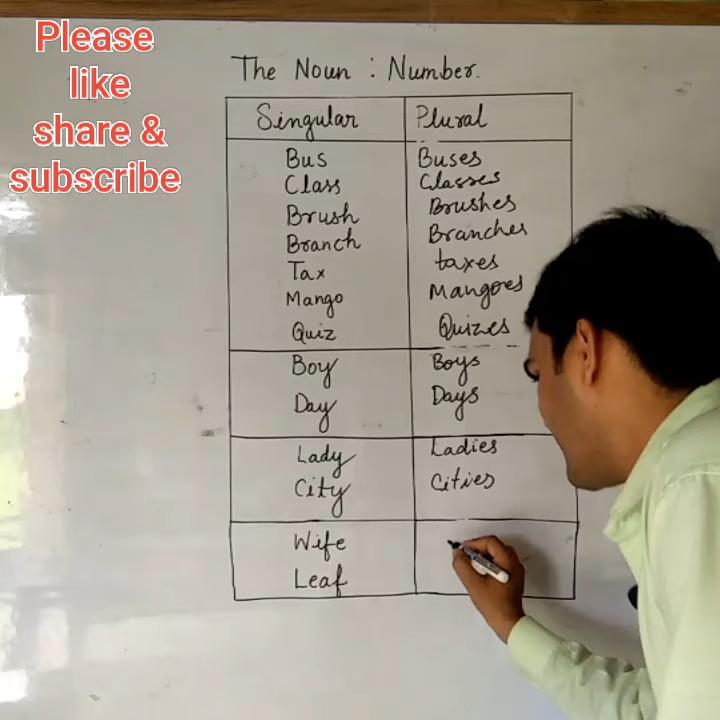 Please
like
share &
subscribe
The Noun : Number.
Singular Plural
Bus Buses
Class Classes
Brush Brushes
Branch Branches
Tax taxes
Mango Mangoes
Quiz Quizes
Boy Boys
Day Days
Lady Ladies
City Cities
Wife
Leaf